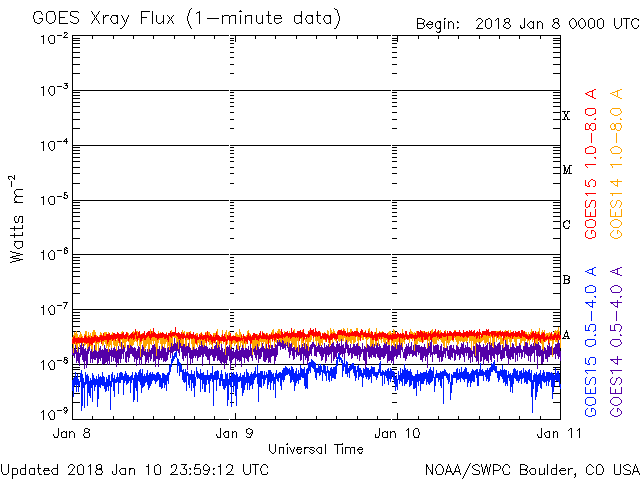 GOES Xray Flux (1-minute data)
Begin: 2018 Jan 8 0000 UTC
10⁻²
10⁻³
10⁻⁴
10⁻⁵
10⁻⁶
10⁻⁷
10⁻⁸
10⁻⁹
Watts m⁻²
X
M
C
B
A
GOES15 1.0-8.0 A
GOES14 1.0-8.0 A
GOES15 0.5-4.0 A
GOES14 0.5-4.0 A
Jan 8
Jan 9
Jan 10
Jan 11
Universal Time
Updated 2018 Jan 10 23:59:12 UTC
NOAA/SWPC Boulder, CO USA